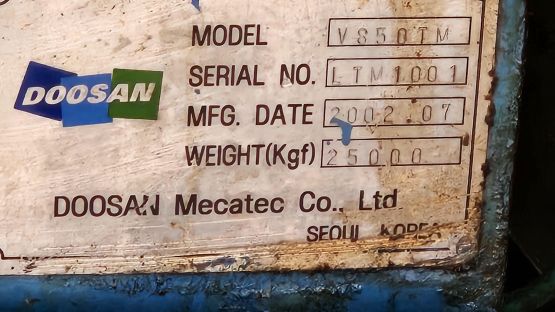 DOOSAN
MODEL V850TM
SERIAL NO. LTM1001
MFG. DATE 2002.07
WEIGHT(Kgf) 25000
DOOSAN Mecatec Co., Ltd
SEOUL KOREA